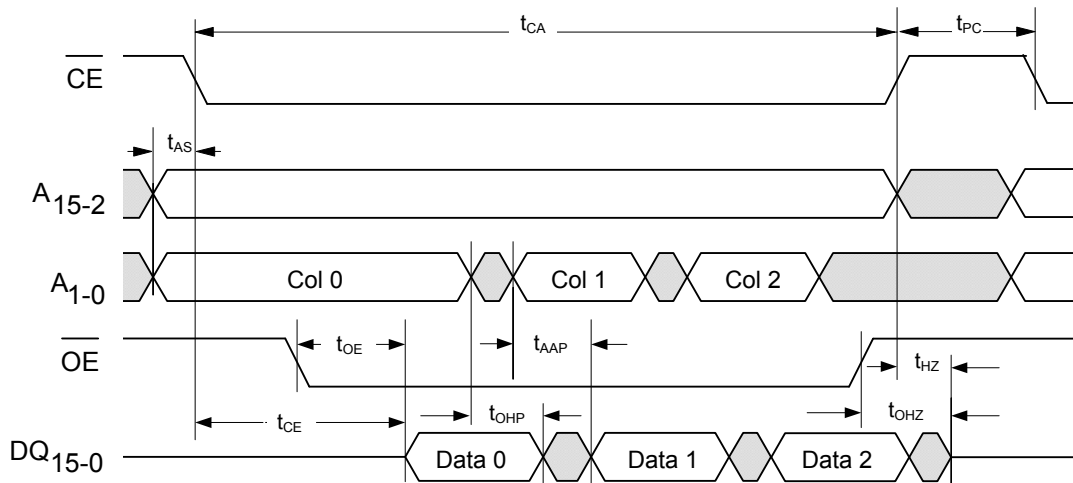 tCA
tPC
CE
tAS
A15-2
A1-0
Col 0
Col 1
Col 2
OE
tOE
tAAP
tHZ
tCE
tOHP
tOHZ
DQ15-0
Data 0
Data 1
Data 2